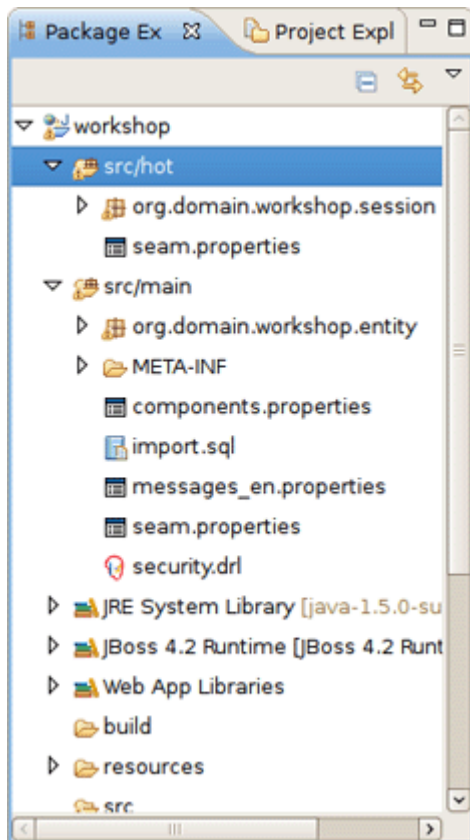 Package Ex Project Expl
workshop
src/hot
org.domain.workshop.session
seam.properties
src/main
org.domain.workshop.entity
META-INF
components.properties
import.sql
messages_en.properties
seam.properties
security.drl
JRE System Library [java-1.5.0-su
JBoss 4.2 Runtime [JBoss 4.2 Runt
Web App Libraries
build
resources
src